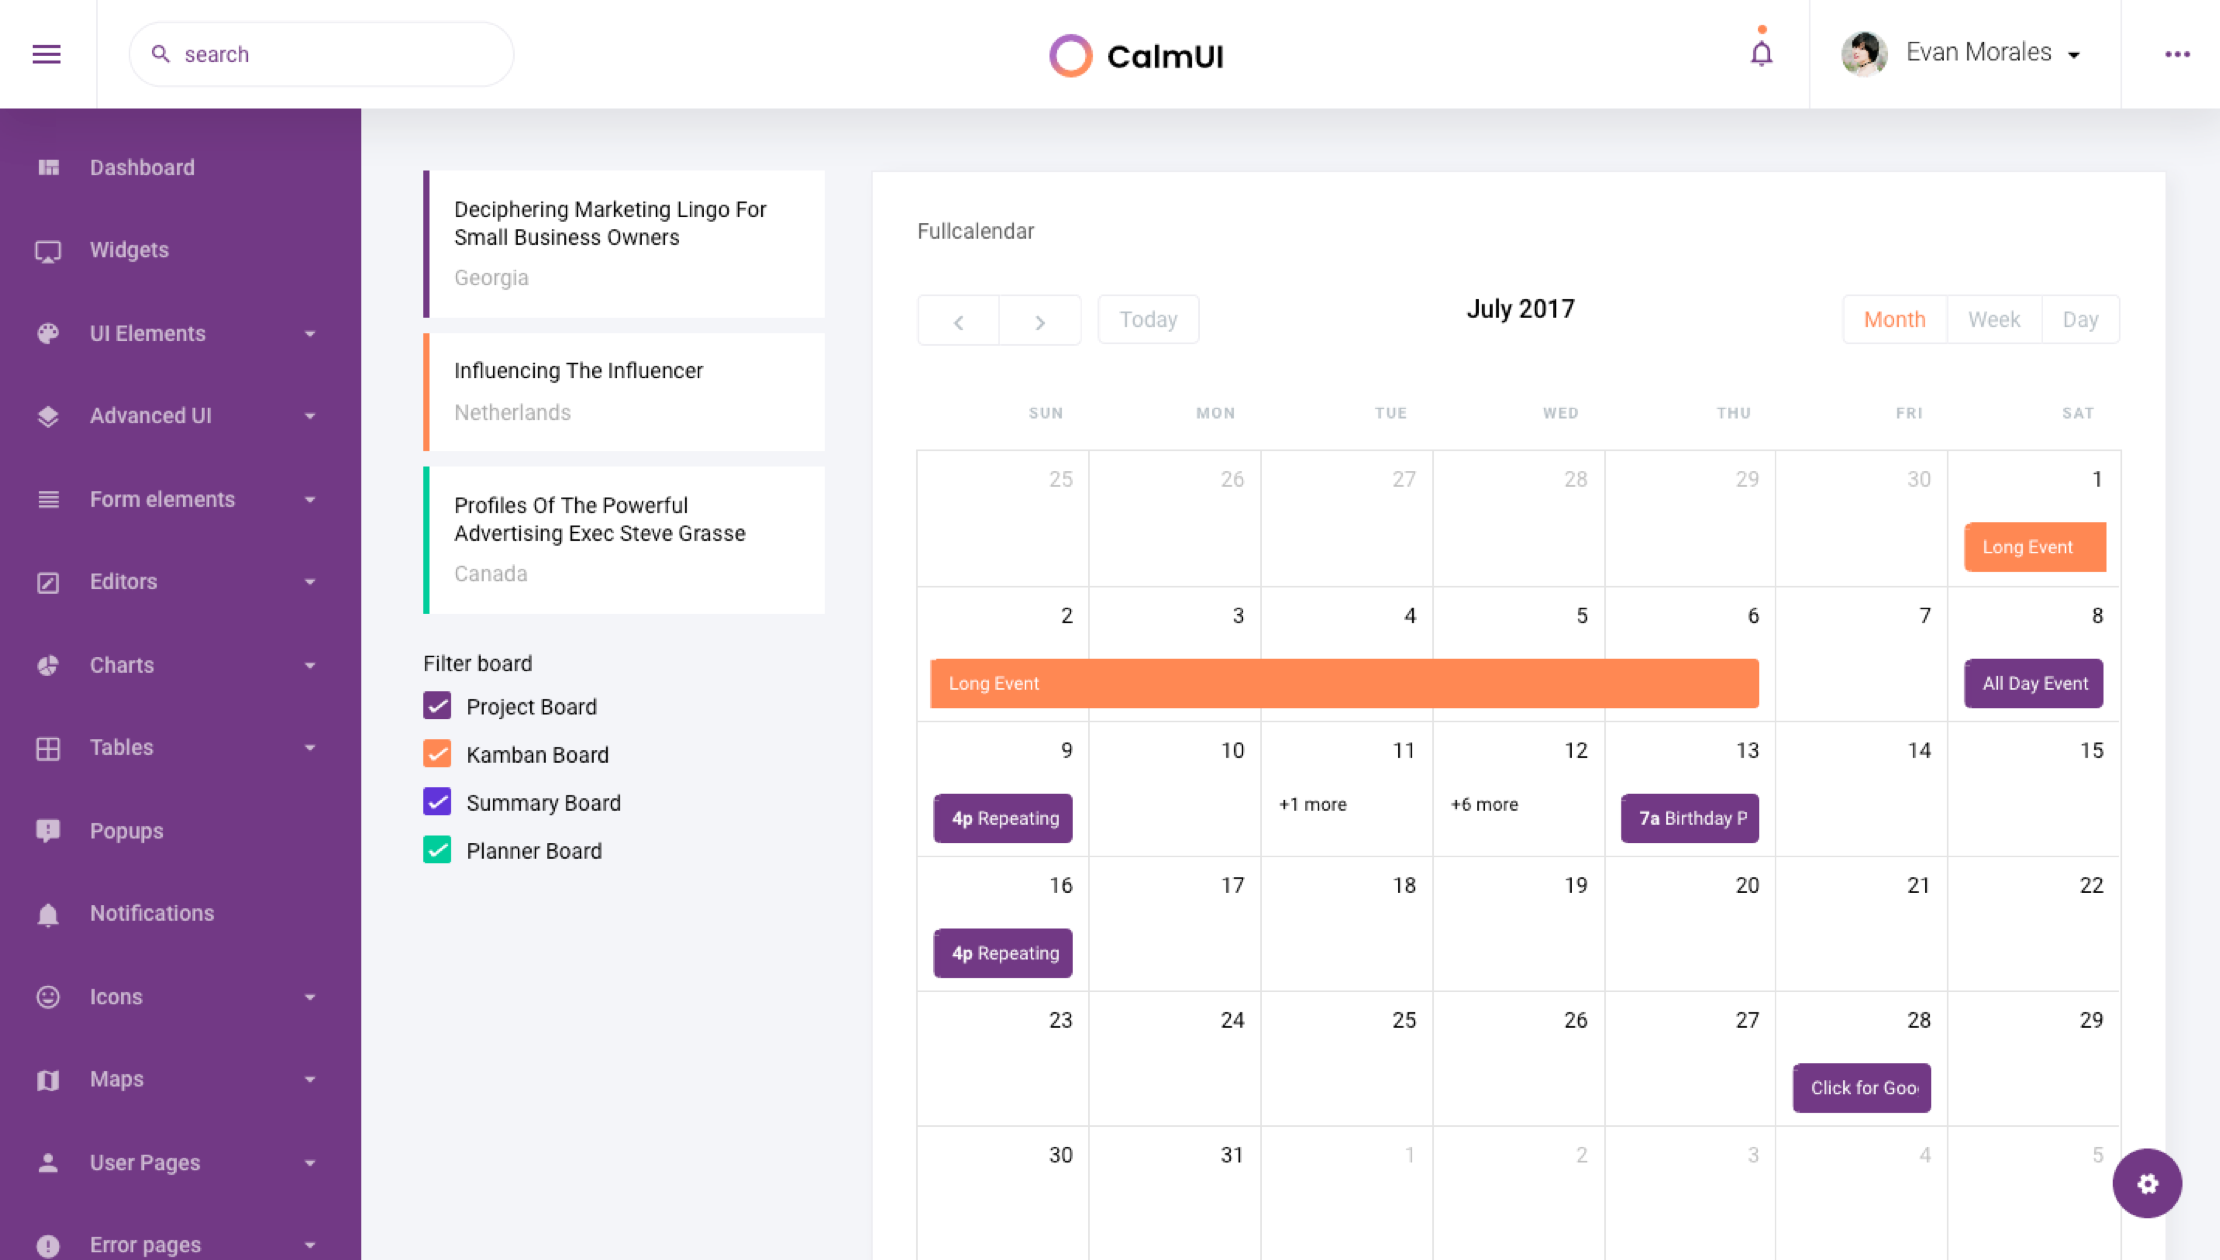 search
CalmUI
Evan Morales
Dashboard
Widgets
UI Elements
Advanced UI
Form elements
Editors
Charts
Tables
Popups
Notifications
Icons
Maps
User Pages
Error pages
Deciphering Marketing Lingo For
Small Business Owners
Georgia
Influencing The Influencer
Netherlands
Profiles Of The Powerful
Advertising Exec Steve Grasse
Canada
Filter board
Project Board
Kamban Board
Summary Board
Planner Board
Fullcalendar
Today
July 2017
Month Week Day
SUN MON TUE WED THU FRI SAT
25 26 27 28 29 30 1
Long Event
2 3 4 5 6 7 8
Long Event All Day Event
9 10 11 12 13 14 15
4p Repeating +1 more +6 more 7a Birthday P
16 17 18 19 20 21 22
4p Repeating
23 24 25 26 27 28 29
Click for Goo
30 31 1 2 3 4 5